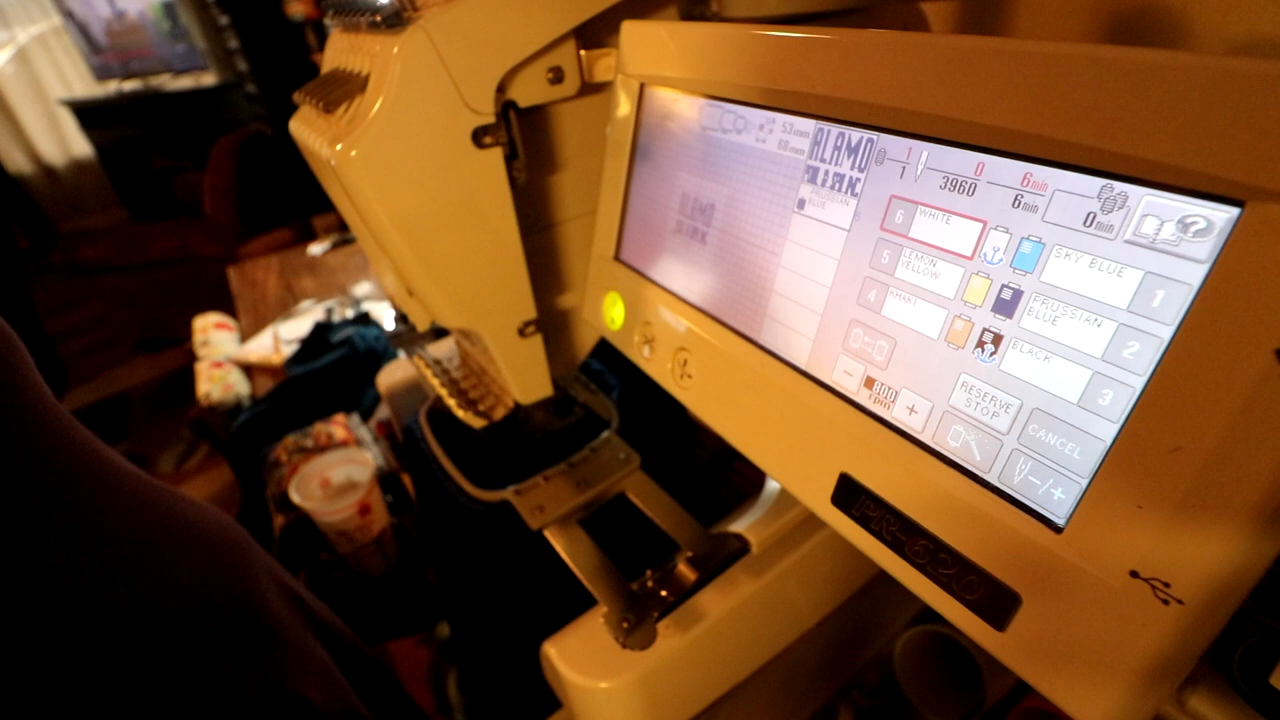 53mm
68mm
ALAMO
PRUSSIAN
BLUE
1
1
0
3960
6min
6min
0min
?
6
WHITE
5
LEMON
YELLOW
4
KHAKI
SKY BLUE
1
PRUSSIAN
BLUE
2
BLACK
3
−
800
rpm
+
RESERVE
STOP
CANCEL
−/+
PR-620